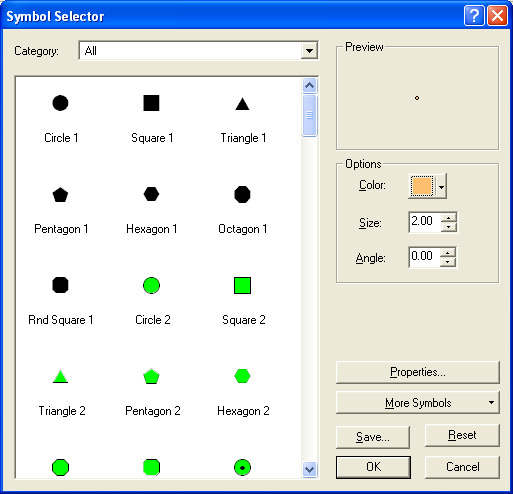 Symbol Selector
Category: All
Preview
Circle 1 Square 1 Triangle 1
Options
Color:
Pentagon 1 Hexagon 1 Octagon 1
Size: 2.00
Angle: 0.00
Rnd Square 1 Circle 2 Square 2
Properties...
Triangle 2 Pentagon 2 Hexagon 2
More Symbols
Save... Reset
OK Cancel